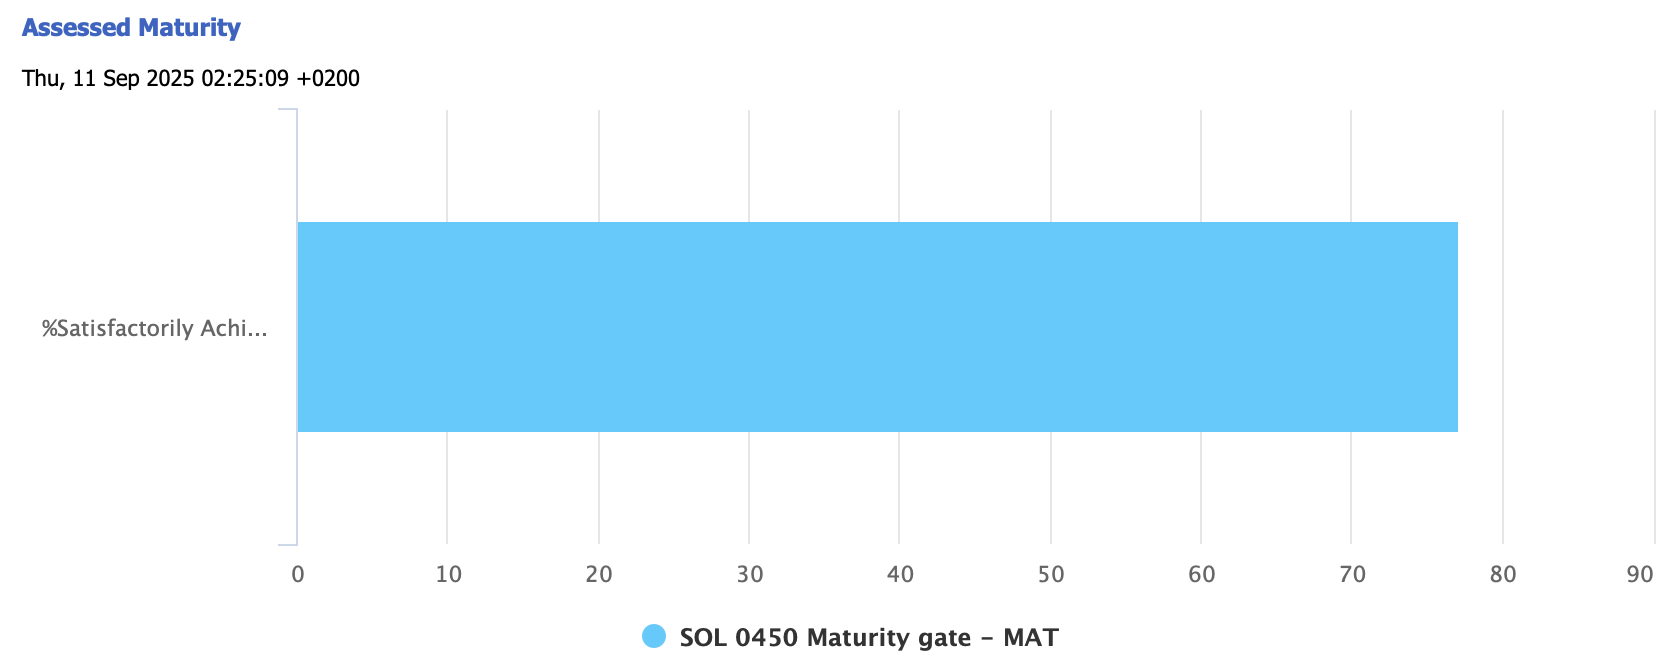 Assessed Maturity
Thu, 11 Sep 2025 02:25:09 +0200
%Satisfactorily Achi...
0 10 20 30 40 50 60 70 80 90
SOL 0450 Maturity gate – MAT